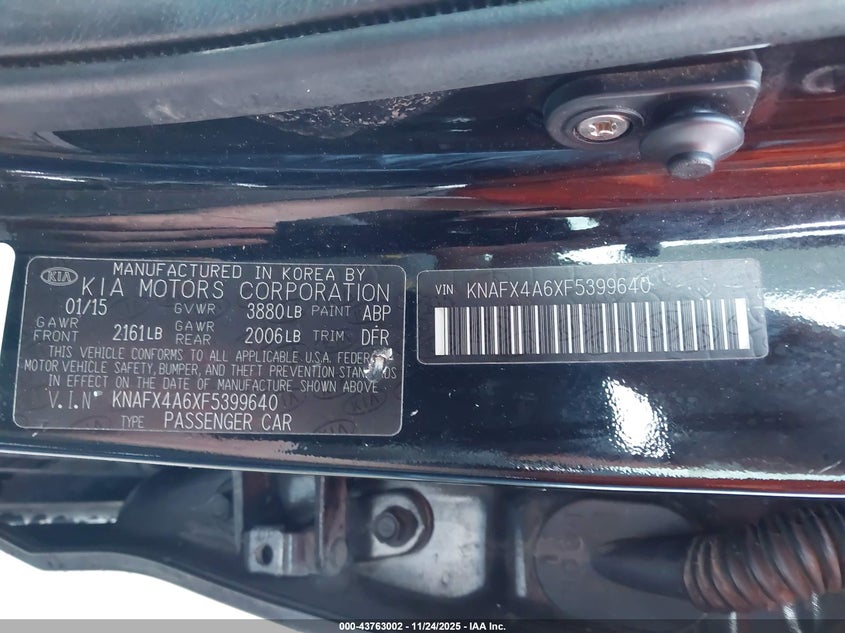 KIA
MANUFACTURED IN KOREA BY
KIA MOTORS CORPORATION
01/15 GVWR 3880LB PAINT ABP
GAWR FRONT 2161LB GAWR REAR 2006LB TRIM DFR
THIS VEHICLE CONFORMS TO ALL APPLICABLE U.S.A. FEDERAL
MOTOR VEHICLE SAFETY, BUMPER, AND THEFT PREVENTION STANDARDS
IN EFFECT ON THE DATE OF MANUFACTURE SHOWN ABOVE.
V.I.N KNAFX4A6XF5399640
TYPE PASSENGER CAR
VIN KNAFX4A6XF5399640
000-43763002 - 11/24/2025 - IAA Inc.